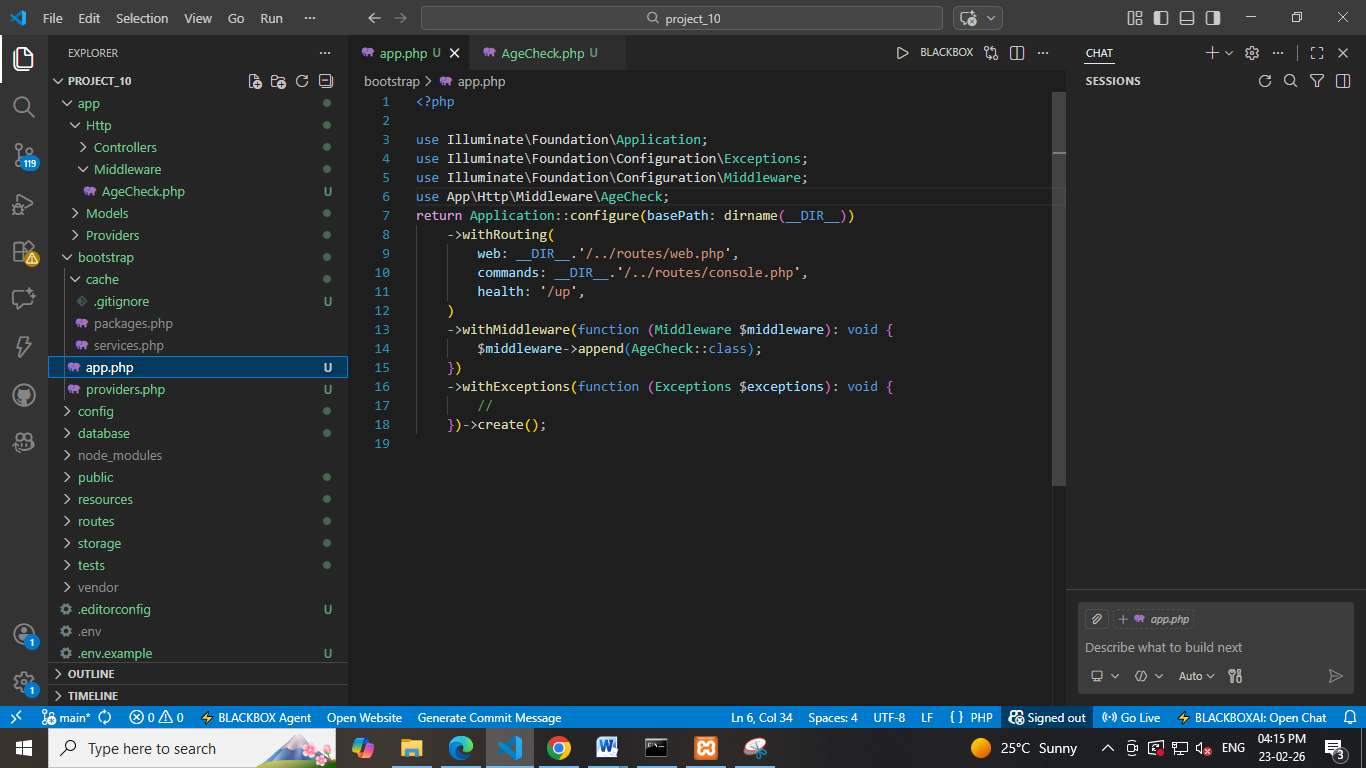 File Edit Selection View Go Run ···
project_10
EXPLORER
PROJECT_10
app
Http
Controllers
Middleware
AgeCheck.php U
Models
Providers
bootstrap
cache
.gitignore U
packages.php
services.php
app.php U
providers.php U
config
database
node_modules
public
resources
routes
storage
tests
vendor
.editorconfig U
.env
.env.example U
OUTLINE
TIMELINE
119
1
1
app.php U
AgeCheck.php U
BLACKBOX
bootstrap > app.php
1 <?php
2
3 use Illuminate\Foundation\Application;
4 use Illuminate\Foundation\Configuration\Exceptions;
5 use Illuminate\Foundation\Configuration\Middleware;
6 use App\Http\Middleware\AgeCheck;
7 return Application::configure(basePath: dirname(__DIR__))
8 ->withRouting(
9 web: __DIR__.'/../routes/web.php',
10 commands: __DIR__.'/../routes/console.php',
11 health: '/up',
12 )
13 ->withMiddleware(function (Middleware $middleware): void {
14 $middleware->append(AgeCheck::class);
15 })
16 ->withExceptions(function (Exceptions $exceptions): void {
17 //
18 })->create();
19
CHAT
SESSIONS
+ app.php
Describe what to build next
Auto
main* 0 0 BLACKBOX Agent Open Website Generate Commit Message Ln 6, Col 34 Spaces: 4 UTF-8 LF { } PHP Signed out Go Live BLACKBOXAI: Open Chat
Type here to search
25°C Sunny
ENG
04:15 PM
23-02-26
3